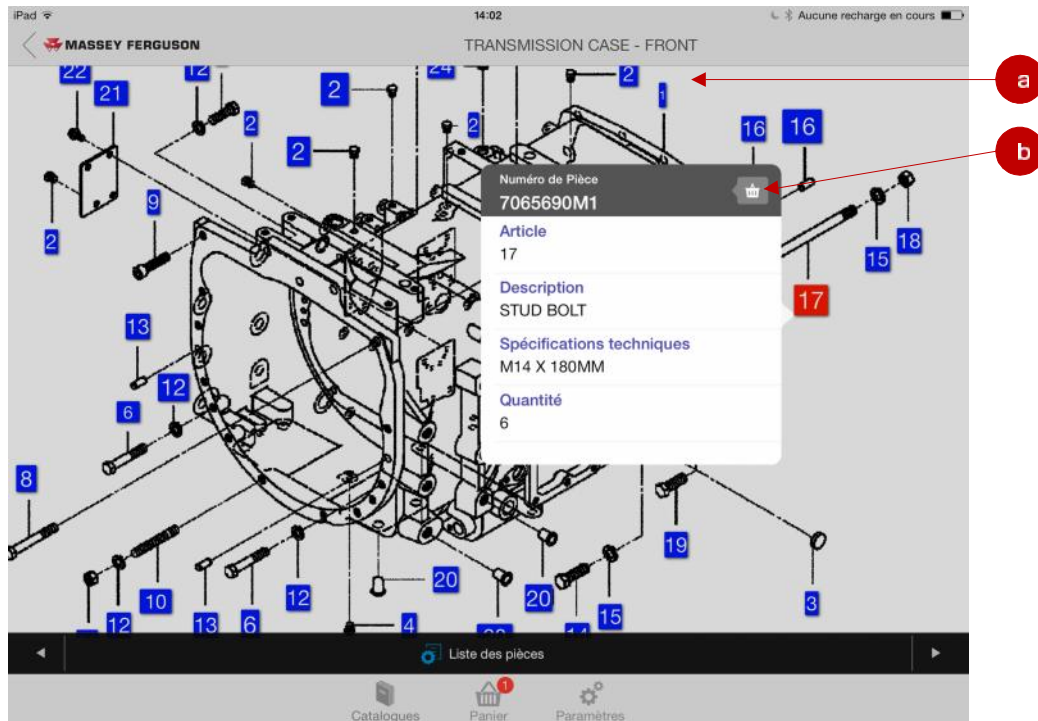 iPad 14:02 Aucune recharge en cours
MASSEY FERGUSON TRANSMISSION CASE - FRONT
a
b
22 12 24 2
21 2 1
2 2 16 16
2
9
2 15 18
17
13
12
6
8
19
20 20
12 10 13 6 12 15 3
4
14
Numéro de Pièce
7065690M1
Article
17
Description
STUD BOLT
Spécifications techniques
M14 X 180MM
Quantité
6
Liste des pièces
1
Catalogues Panier Paramètres